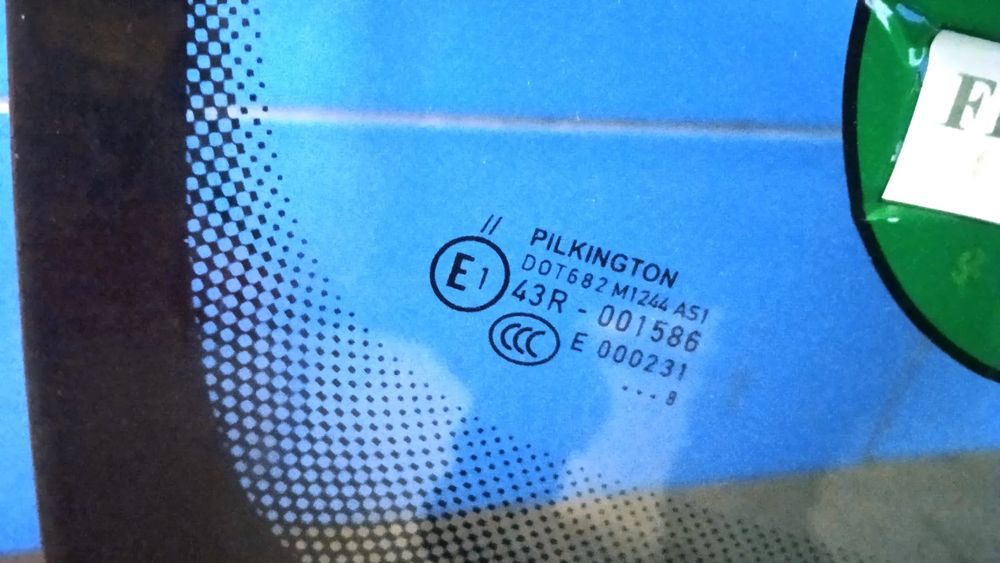 //
PILKINGTON
E1
DOT682 M1244 AS1
43R - 001586
CCC
E 000231
.... 8